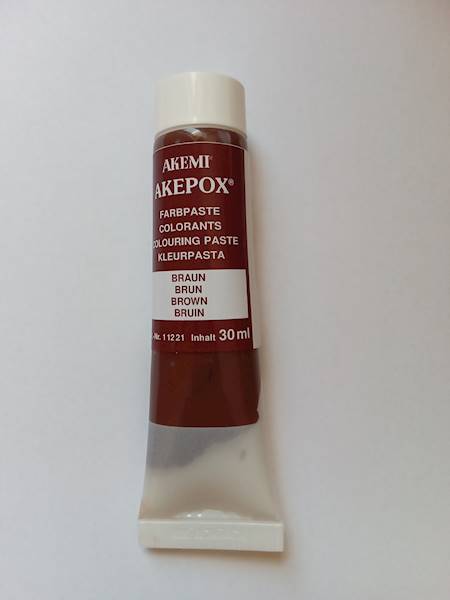 AKEMI®
AKEPOX®
FARBPASTE
COLORANTS
COLOURING PASTE
KLEURPASTA
BRAUN
BRUN
BROWN
BRUIN
Nr. 11221 Inhalt 30 ml